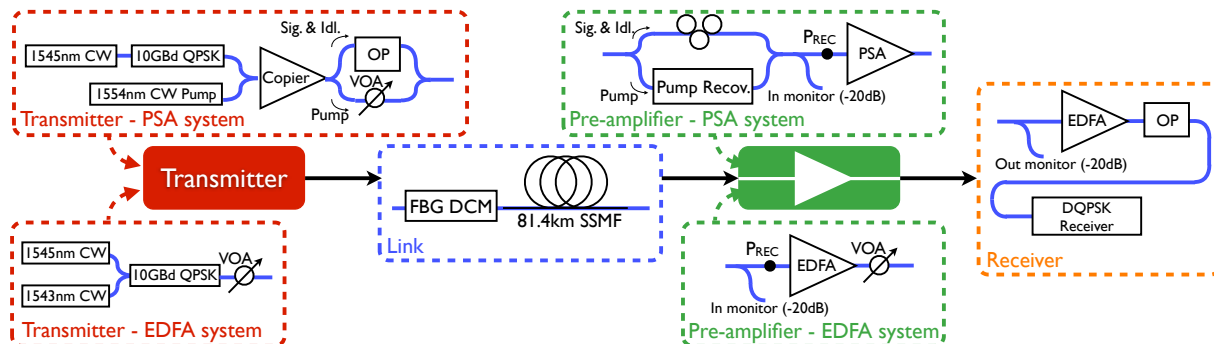 Sig. & Idl.
1545nm CW
10GBd QPSK
OP
Copier
VOA
1554nm CW Pump
Pump
Transmitter - PSA system
Sig. & Idl.
PREC
PSA
Pump
Pump Recov.
In monitor (-20dB)
Pre-amplifier - PSA system
EDFA
OP
Out monitor (-20dB)
DQPSK
Receiver
Receiver
Transmitter
FBG DCM
81.4km SSMF
Link
1545nm CW
10GBd QPSK
VOA
1543nm CW
Transmitter - EDFA system
PREC
EDFA
VOA
In monitor (-20dB)
Pre-amplifier - EDFA system